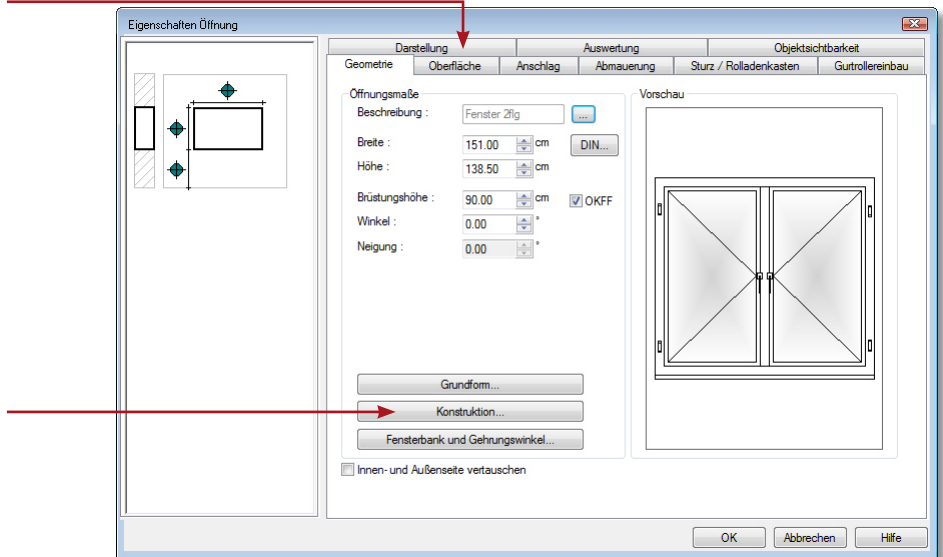 Eigenschaften Öffnung
Darstellung Auswertung Objektsichtbarkeit
Geometrie Oberfläche Anschlag Abmauerung Sturz / Rolladenkasten Gurtrollereinbau
Öffnungsmaße Vorschau
Beschreibung : Fenster 2flg ...
Breite : 151.00 cm DIN...
Höhe : 138.50 cm
Brüstungshöhe : 90.00 cm OKFF
Winkel : 0.00 °
Neigung : 0.00 °
Grundform...
Konstruktion...
Fensterbank und Gehrungswinkel...
Innen- und Außenseite vertauschen
OK Abbrechen Hilfe